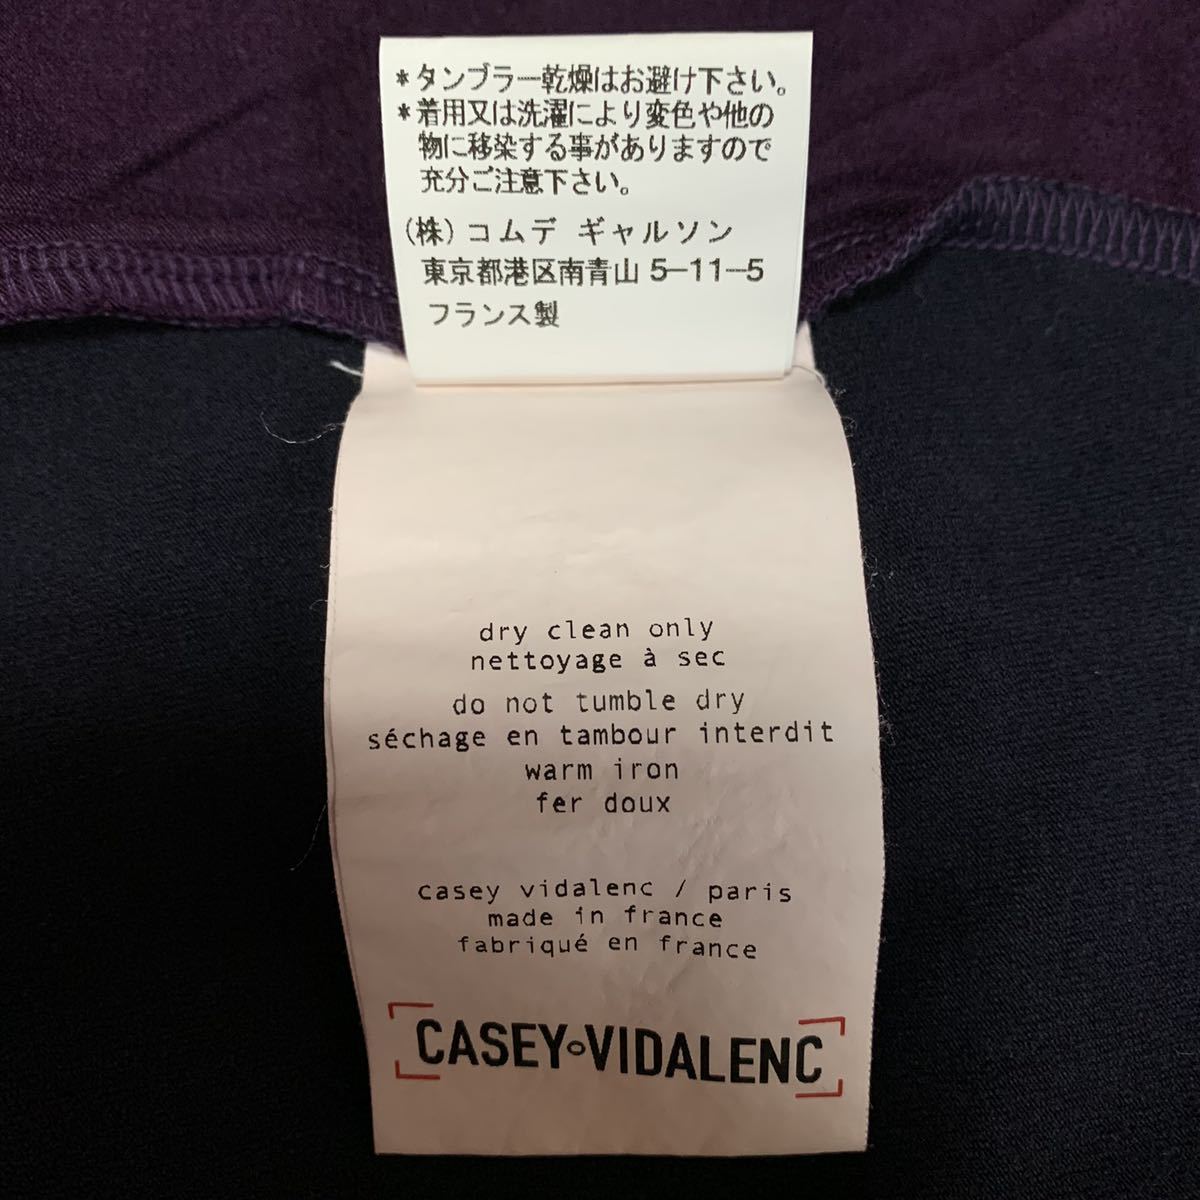 *タンブラー乾燥はお避け下さい。
*着用又は洗濯により変色や他の
物に移染する事がありますので
充分ご注意下さい。
(株)コムデ ギャルソン
東京都港区南青山 5-11-5
フランス製
dry clean only
nettoyage à sec
do not tumble dry
séchage en tambour interdit
warm iron
fer doux
casey vidalenc / paris
made in france
fabriqué en france
CASEY∘VIDALENC